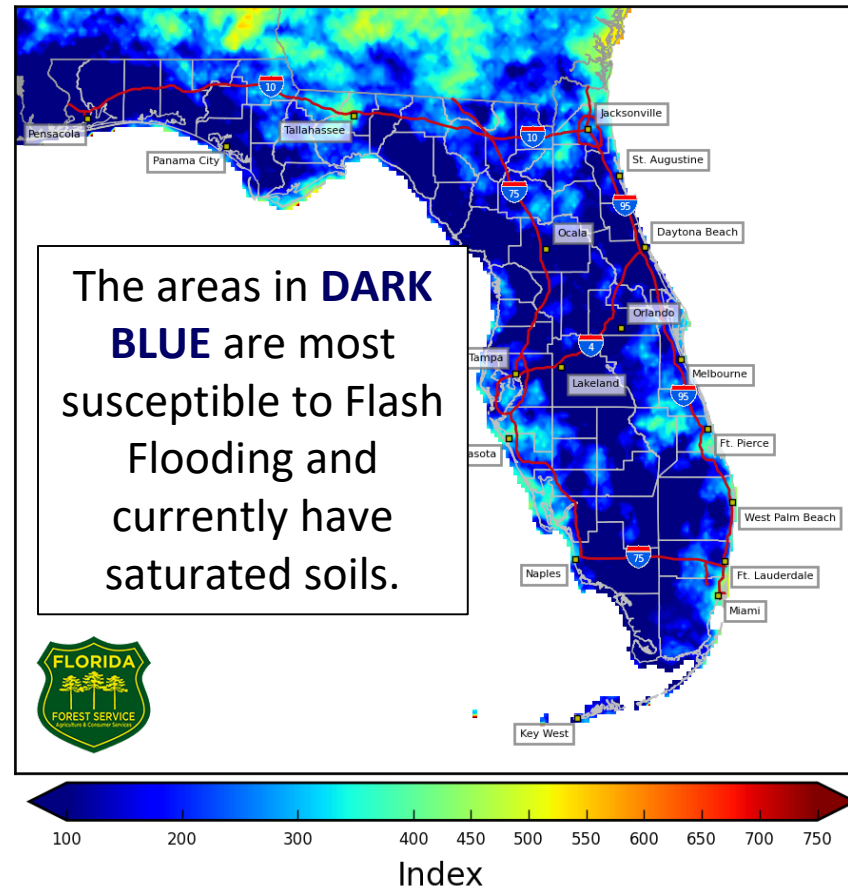 10
Jacksonville
Pensacola
Tallahassee
10
Panama City
St. Augustine
75
95
Ocala
Daytona Beach
The areas in DARK
BLUE are most
susceptible to Flash
Flooding and
currently have
saturated soils.
Orlando
4
Tampa
Lakeland
Melbourne
95
asota
Ft. Pierce
West Palm Beach
75
Naples
Ft. Lauderdale
Miami
FLORIDA
FOREST SERVICE
Agriculture & Consumer Services
Key West
100 200 300 400 450 500 550 600 650 700 750
Index